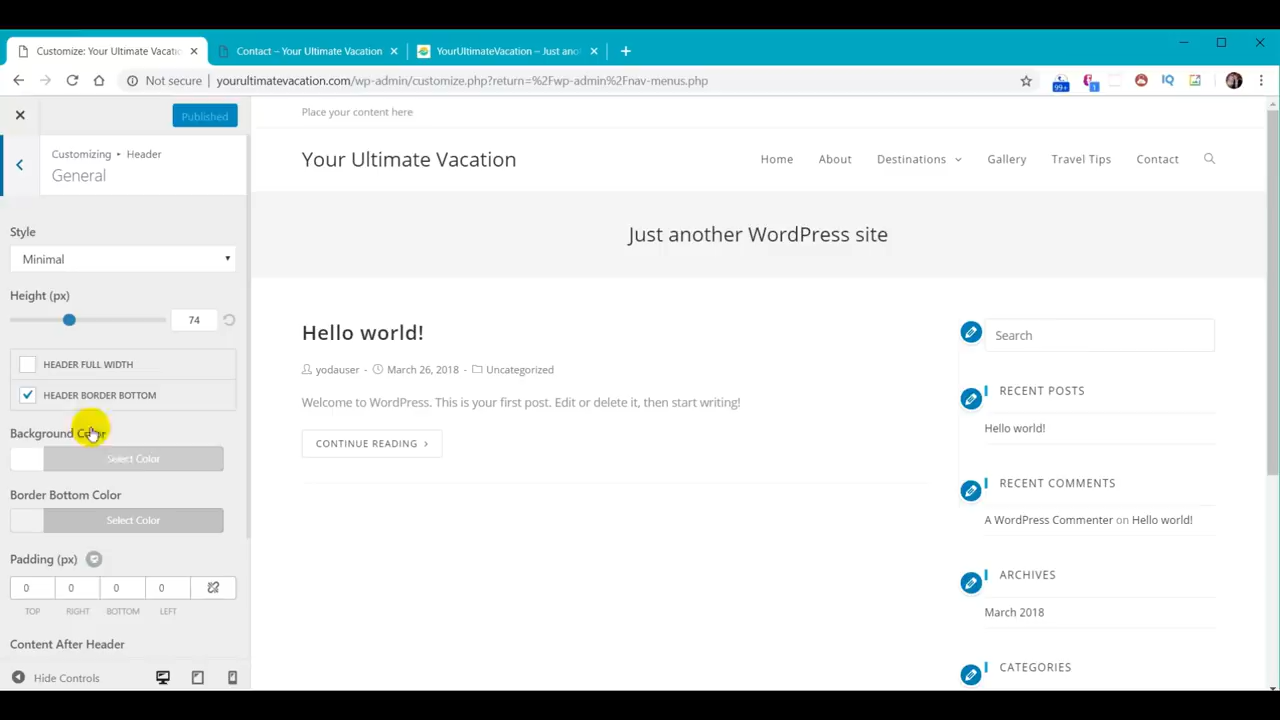 Customize: Your Ultimate Vacatio
Contact – Your Ultimate Vacation
YourUltimateVacation – Just ano
Not secure
yourultimatevacation.com/wp-admin/customize.php?return=%2Fwp-admin%2Fnav-menus.php
99+
1
IQ
Published
Customizing ▸ Header
General
Style
Minimal
Height (px)
74
HEADER FULL WIDTH
HEADER BORDER BOTTOM
Background Color
Select Color
Border Bottom Color
Select Color
Padding (px)
0 0 0 0
TOP RIGHT BOTTOM LEFT
Content After Header
Hide Controls
Place your content here
Your Ultimate Vacation
Home About Destinations Gallery Travel Tips Contact
Just another WordPress site
Hello world!
yodauser - March 26, 2018 - Uncategorized
Welcome to WordPress. This is your first post. Edit or delete it, then start writing!
CONTINUE READING >
Search
RECENT POSTS
Hello world!
RECENT COMMENTS
A WordPress Commenter on Hello world!
ARCHIVES
March 2018
CATEGORIES